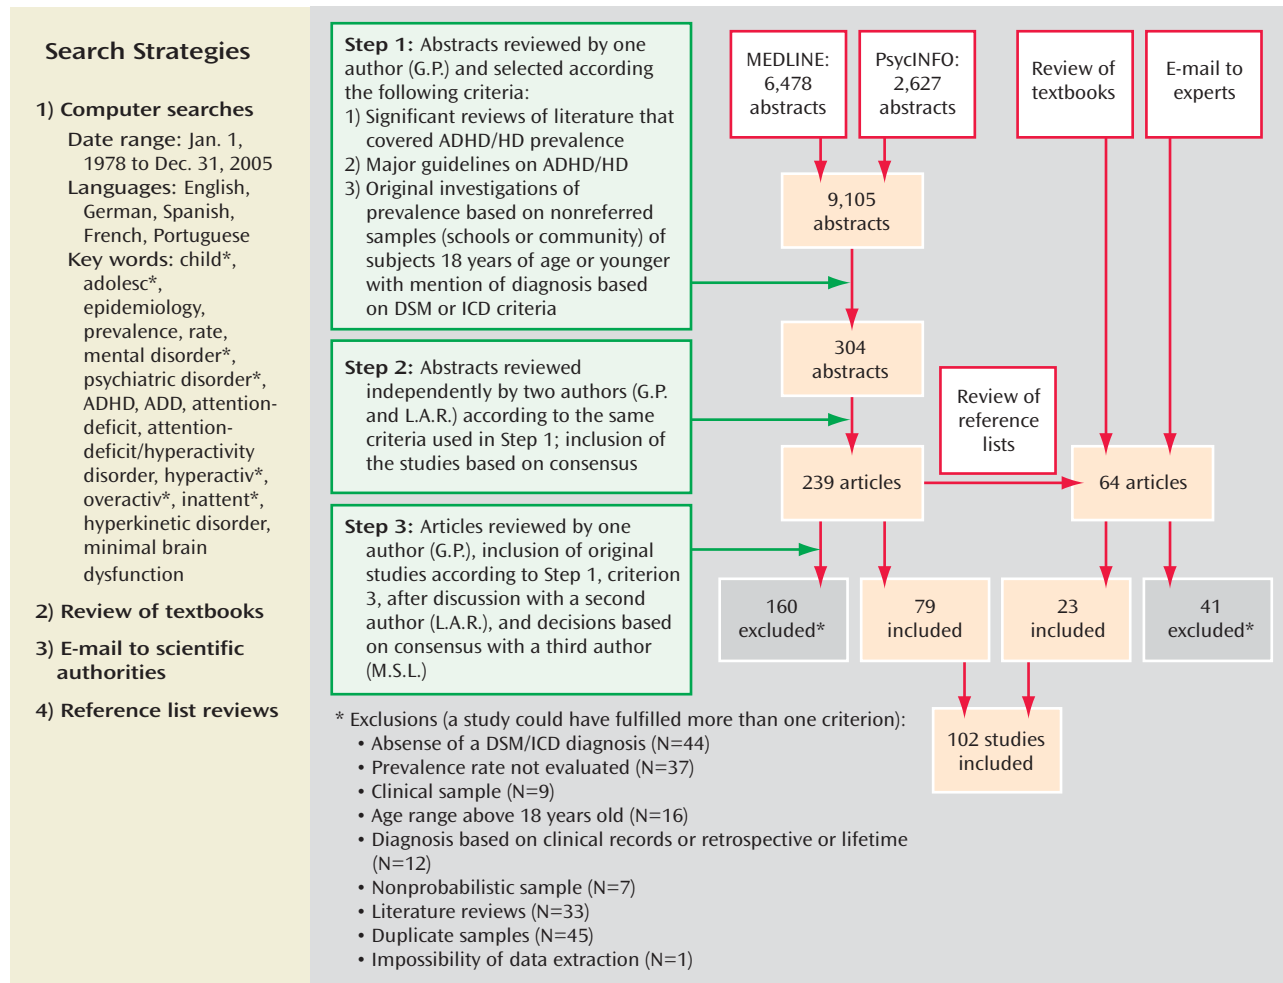 Search Strategies
1) Computer searches
Date range: Jan. 1,
1978 to Dec. 31, 2005
Languages: English,
German, Spanish,
French, Portuguese
Key words: child*,
adolesc*,
epidemiology,
prevalence, rate,
mental disorder*,
psychiatric disorder*,
ADHD, ADD, attention-
deficit, attention-
deficit/hyperactivity
disorder, hyperactiv*,
overactiv*, inattent*,
hyperkinetic disorder,
minimal brain
dysfunction
2) Review of textbooks
3) E-mail to scientific
authorities
4) Reference list reviews
Step 1: Abstracts reviewed by one
author (G.P.) and selected according
the following criteria:
1) Significant reviews of literature that
covered ADHD/HD prevalence
2) Major guidelines on ADHD/HD
3) Original investigations of
prevalence based on nonreferred
samples (schools or community) of
subjects 18 years of age or younger
with mention of diagnosis based
on DSM or ICD criteria
Step 2: Abstracts reviewed
independently by two authors (G.P.
and L.A.R.) according to the same
criteria used in Step 1; inclusion of
the studies based on consensus
Step 3: Articles reviewed by one
author (G.P.), inclusion of original
studies according to Step 1, criterion
3, after discussion with a second
author (L.A.R.), and decisions based
on consensus with a third author
(M.S.L.)
MEDLINE:
6,478
abstracts
PsycINFO:
2,627
abstracts
Review of
textbooks
E-mail to
experts
9,105
abstracts
304
abstracts
Review of
reference
lists
239 articles
64 articles
160
excluded*
79
included
23
included
41
excluded*
102 studies
included
* Exclusions (a study could have fulfilled more than one criterion):
• Absense of a DSM/ICD diagnosis (N=44)
• Prevalence rate not evaluated (N=37)
• Clinical sample (N=9)
• Age range above 18 years old (N=16)
• Diagnosis based on clinical records or retrospective or lifetime
(N=12)
• Nonprobabilistic sample (N=7)
• Literature reviews (N=33)
• Duplicate samples (N=45)
• Impossibility of data extraction (N=1)